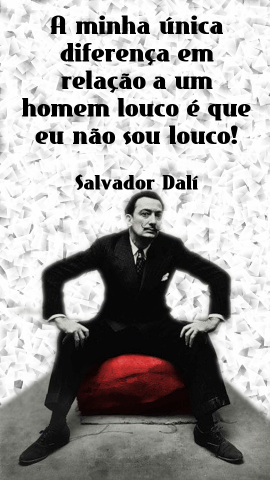 A minha única
diferença em
relação a um
homem louco é que
eu não sou louco!
Salvador Dalí